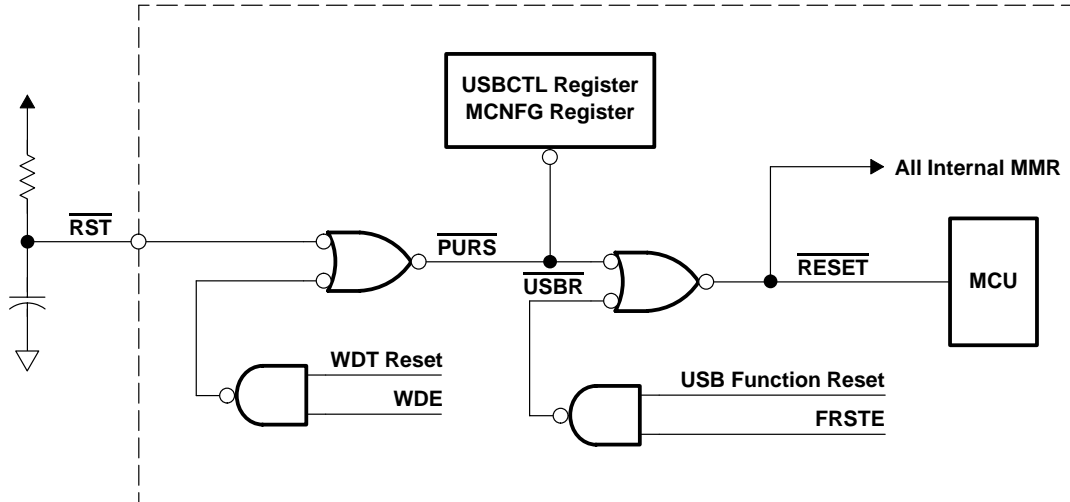 USBCTL Register
MCNFG Register
All Internal MMR
RST
PURS
USBR
RESET
MCU
WDT Reset
WDE
USB Function Reset
FRSTE